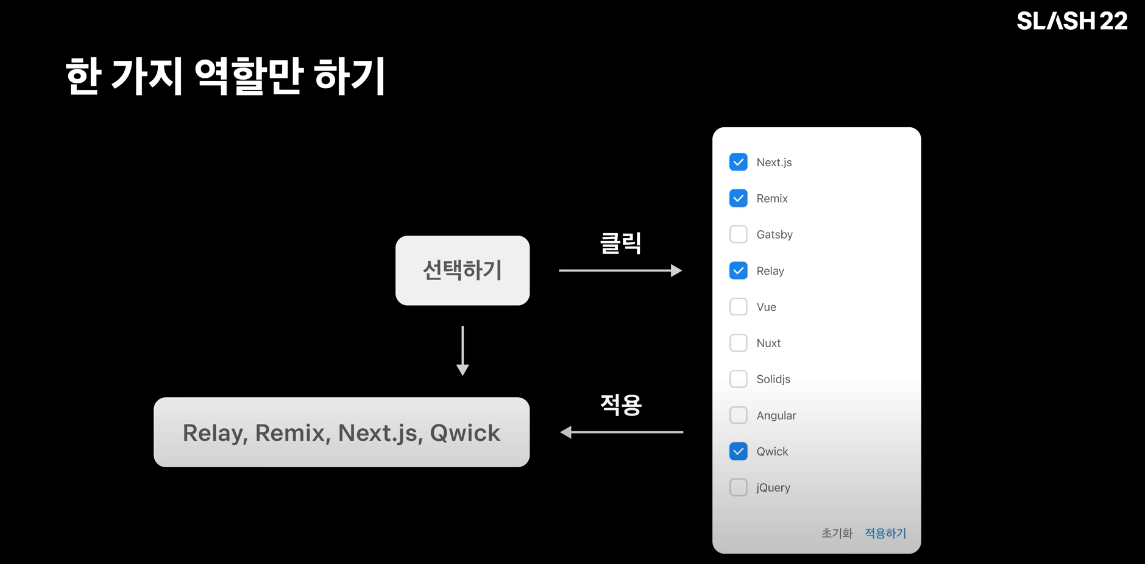 SLASH 22
한 가지 역할만 하기
선택하기
클릭
적용
Relay, Remix, Next.js, Qwick
Next.js
Remix
Gatsby
Relay
Vue
Nuxt
Solidjs
Angular
Qwick
jQuery
초기화 적용하기